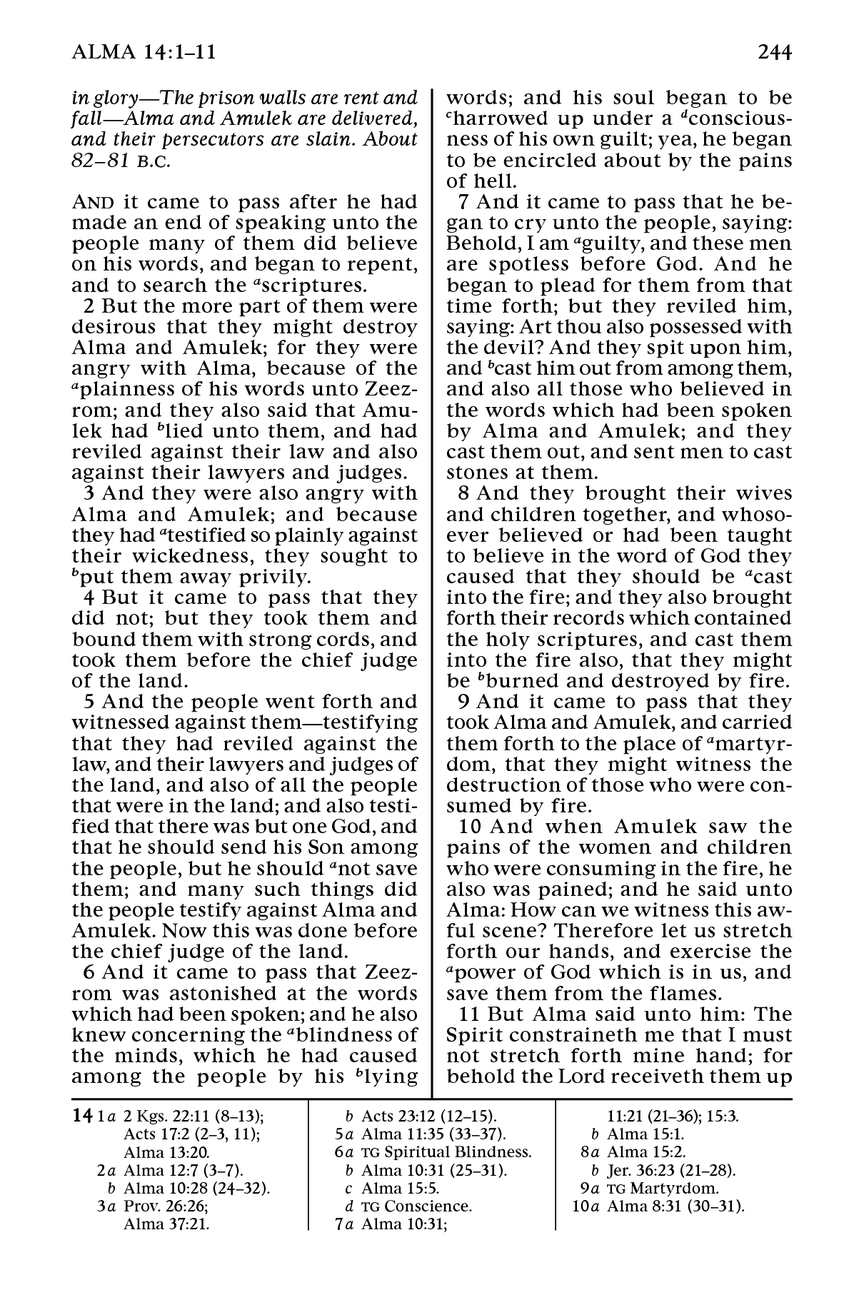 ALMA 14:1–11
244
in glory—The prison walls are rent and
fall—Alma and Amulek are delivered,
and their persecutors are slain. About
82–81 B.C.
AND it came to pass after he had
made an end of speaking unto the
people many of them did believe
on his words, and began to repent,
and to search the ascriptures.
2 But the more part of them were
desirous that they might destroy
Alma and Amulek; for they were
angry with Alma, because of the
aplainness of his words unto Zeez-
rom; and they also said that Amu-
lek had blied unto them, and had
reviled against their law and also
against their lawyers and judges.
3 And they were also angry with
Alma and Amulek; and because
they had atestified so plainly against
their wickedness, they sought to
bput them away privily.
4 But it came to pass that they
did not; but they took them and
bound them with strong cords, and
took them before the chief judge
of the land.
5 And the people went forth and
witnessed against them—testifying
that they had reviled against the
law, and their lawyers and judges of
the land, and also of all the people
that were in the land; and also testi-
fied that there was but one God, and
that he should send his Son among
the people, but he should anot save
them; and many such things did
the people testify against Alma and
Amulek. Now this was done before
the chief judge of the land.
6 And it came to pass that Zeez-
rom was astonished at the words
which had been spoken; and he also
knew concerning the ablindness of
the minds, which he had caused
among the people by his blying
words; and his soul began to be
charrowed up under a dconscious-
ness of his own guilt; yea, he began
to be encircled about by the pains
of hell.
7 And it came to pass that he be-
gan to cry unto the people, saying:
Behold, I am aguilty, and these men
are spotless before God. And he
began to plead for them from that
time forth; but they reviled him,
saying: Art thou also possessed with
the devil? And they spit upon him,
and bcast him out from among them,
and also all those who believed in
the words which had been spoken
by Alma and Amulek; and they
cast them out, and sent men to cast
stones at them.
8 And they brought their wives
and children together, and whoso-
ever believed or had been taught
to believe in the word of God they
caused that they should be acast
into the fire; and they also brought
forth their records which contained
the holy scriptures, and cast them
into the fire also, that they might
be bburned and destroyed by fire.
9 And it came to pass that they
took Alma and Amulek, and carried
them forth to the place of amartyr-
dom, that they might witness the
destruction of those who were con-
sumed by fire.
10 And when Amulek saw the
pains of the women and children
who were consuming in the fire, he
also was pained; and he said unto
Alma: How can we witness this aw-
ful scene? Therefore let us stretch
forth our hands, and exercise the
apower of God which is in us, and
save them from the flames.
11 But Alma said unto him: The
Spirit constraineth me that I must
not stretch forth mine hand; for
behold the Lord receiveth them up
14 1a 2 Kgs. 22:11 (8–13);
Acts 17:2 (2–3, 11);
Alma 13:20.
2a Alma 12:7 (3–7).
b Alma 10:28 (24–32).
3a Prov. 26:26;
Alma 37:21.
b Acts 23:12 (12–15).
5a Alma 11:35 (33–37).
6a TG Spiritual Blindness.
b Alma 10:31 (25–31).
c Alma 15:5.
d TG Conscience.
7a Alma 10:31;
11:21 (21–36); 15:3.
b Alma 15:1.
8a Alma 15:2.
b Jer. 36:23 (21–28).
9a TG Martyrdom.
10a Alma 8:31 (30–31).